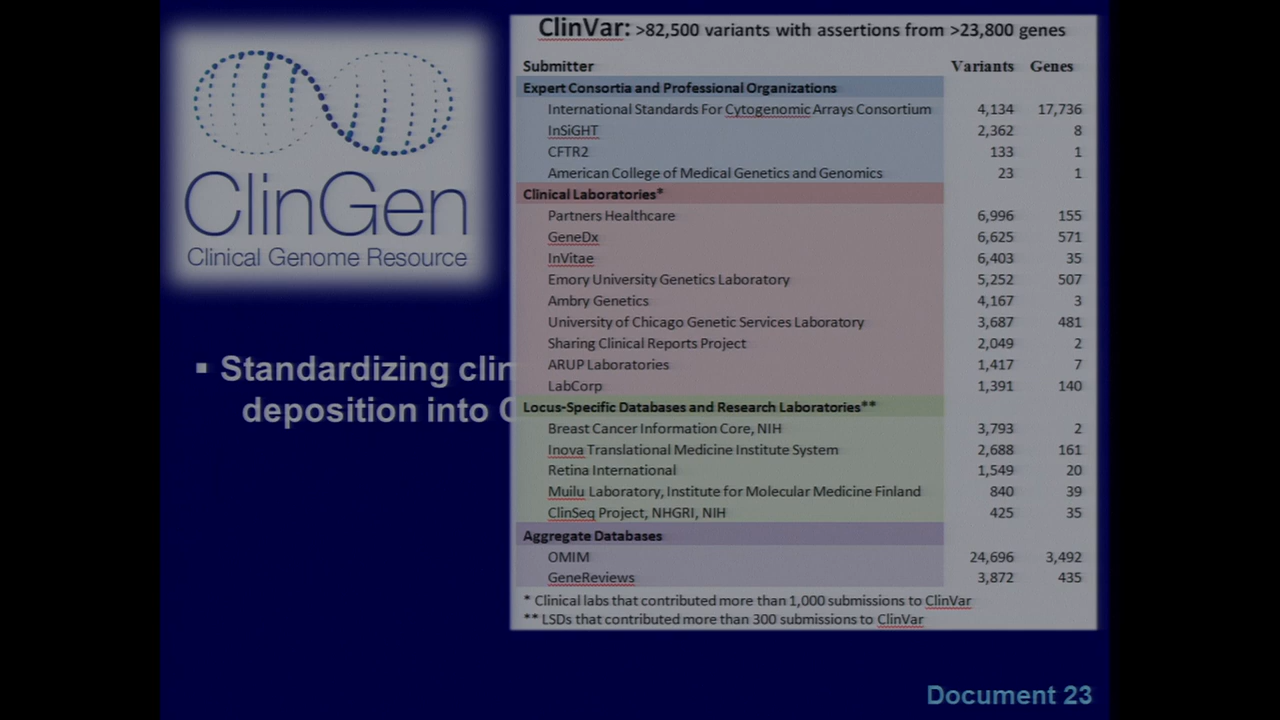 ClinGen
Clinical Genome Resource
▪ Standardizing clin
deposition into
ClinVar: >82,500 variants with assertions from >23,800 genes
Submitter Variants Genes
Expert Consortia and Professional Organizations
International Standards For Cytogenomic Arrays Consortium 4,134 17,736
InSiGHT 2,362 8
CFTR2 133 1
American College of Medical Genetics and Genomics 23 1
Clinical Laboratories*
Partners Healthcare 6,996 155
GeneDx 6,625 571
InVitae 6,403 35
Emory University Genetics Laboratory 5,252 507
Ambry Genetics 4,167 3
University of Chicago Genetic Services Laboratory 3,687 481
Sharing Clinical Reports Project 2,049 2
ARUP Laboratories 1,417 7
LabCorp 1,391 140
Locus-Specific Databases and Research Laboratories**
Breast Cancer Information Core, NIH 3,793 2
Inova Translational Medicine Institute System 2,688 161
Retina International 1,549 20
Muilu Laboratory, Institute for Molecular Medicine Finland 840 39
ClinSeq Project, NHGRI, NIH 425 35
Aggregate Databases
OMIM 24,696 3,492
GeneReviews 3,872 435
* Clinical labs that contributed more than 1,000 submissions to ClinVar
** LSDs that contributed more than 300 submissions to ClinVar
Document 23